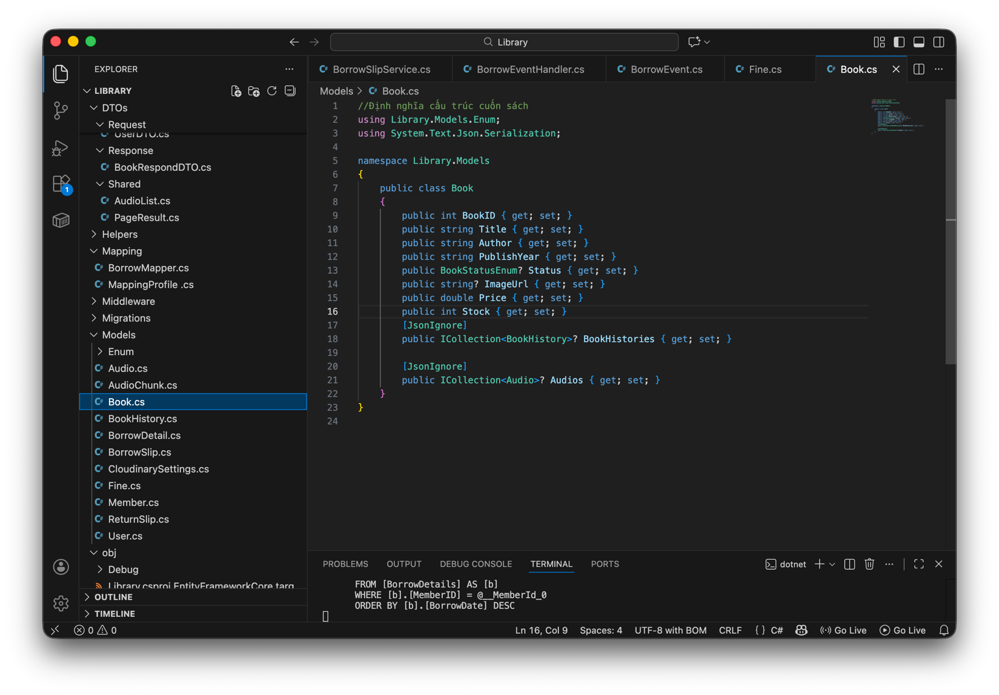 Library
EXPLORER
LIBRARY
DTOs
Request
UserDTO.cs
Response
BookRespondDTO.cs
Shared
AudioList.cs
PageResult.cs
Helpers
Mapping
BorrowMapper.cs
MappingProfile .cs
Middleware
Migrations
Models
Enum
Audio.cs
AudioChunk.cs
Book.cs
BookHistory.cs
BorrowDetail.cs
BorrowSlip.cs
CloudinarySettings.cs
Fine.cs
Member.cs
ReturnSlip.cs
User.cs
obj
Debug
Library.csproj.EntityFrameworkCore.targ
OUTLINE
TIMELINE
1
BorrowSlipService.cs BorrowEventHandler.cs BorrowEvent.cs Fine.cs Book.cs
Models > Book.cs
1 //Định nghĩa cấu trúc cuốn sách
2 using Library.Models.Enum;
3 using System.Text.Json.Serialization;
4
5 namespace Library.Models
6 {
7 public class Book
8 {
9 public int BookID { get; set; }
10 public string Title { get; set; }
11 public string Author { get; set; }
12 public string PublishYear { get; set; }
13 public BookStatusEnum? Status { get; set; }
14 public string? ImageUrl { get; set; }
15 public double Price { get; set; }
16 public int Stock { get; set; }
17 [JsonIgnore]
18 public ICollection<BookHistory>? BookHistories { get; set; }
19
20 [JsonIgnore]
21 public ICollection<Audio>? Audios { get; set; }
22 }
23 }
24
PROBLEMS OUTPUT DEBUG CONSOLE TERMINAL PORTS dotnet
FROM [BorrowDetails] AS [b]
WHERE [b].[MemberID] = @__MemberId_0
ORDER BY [b].[BorrowDate] DESC
0 0 Ln 16, Col 9 Spaces: 4 UTF-8 with BOM CRLF { } C# Go Live Go Live